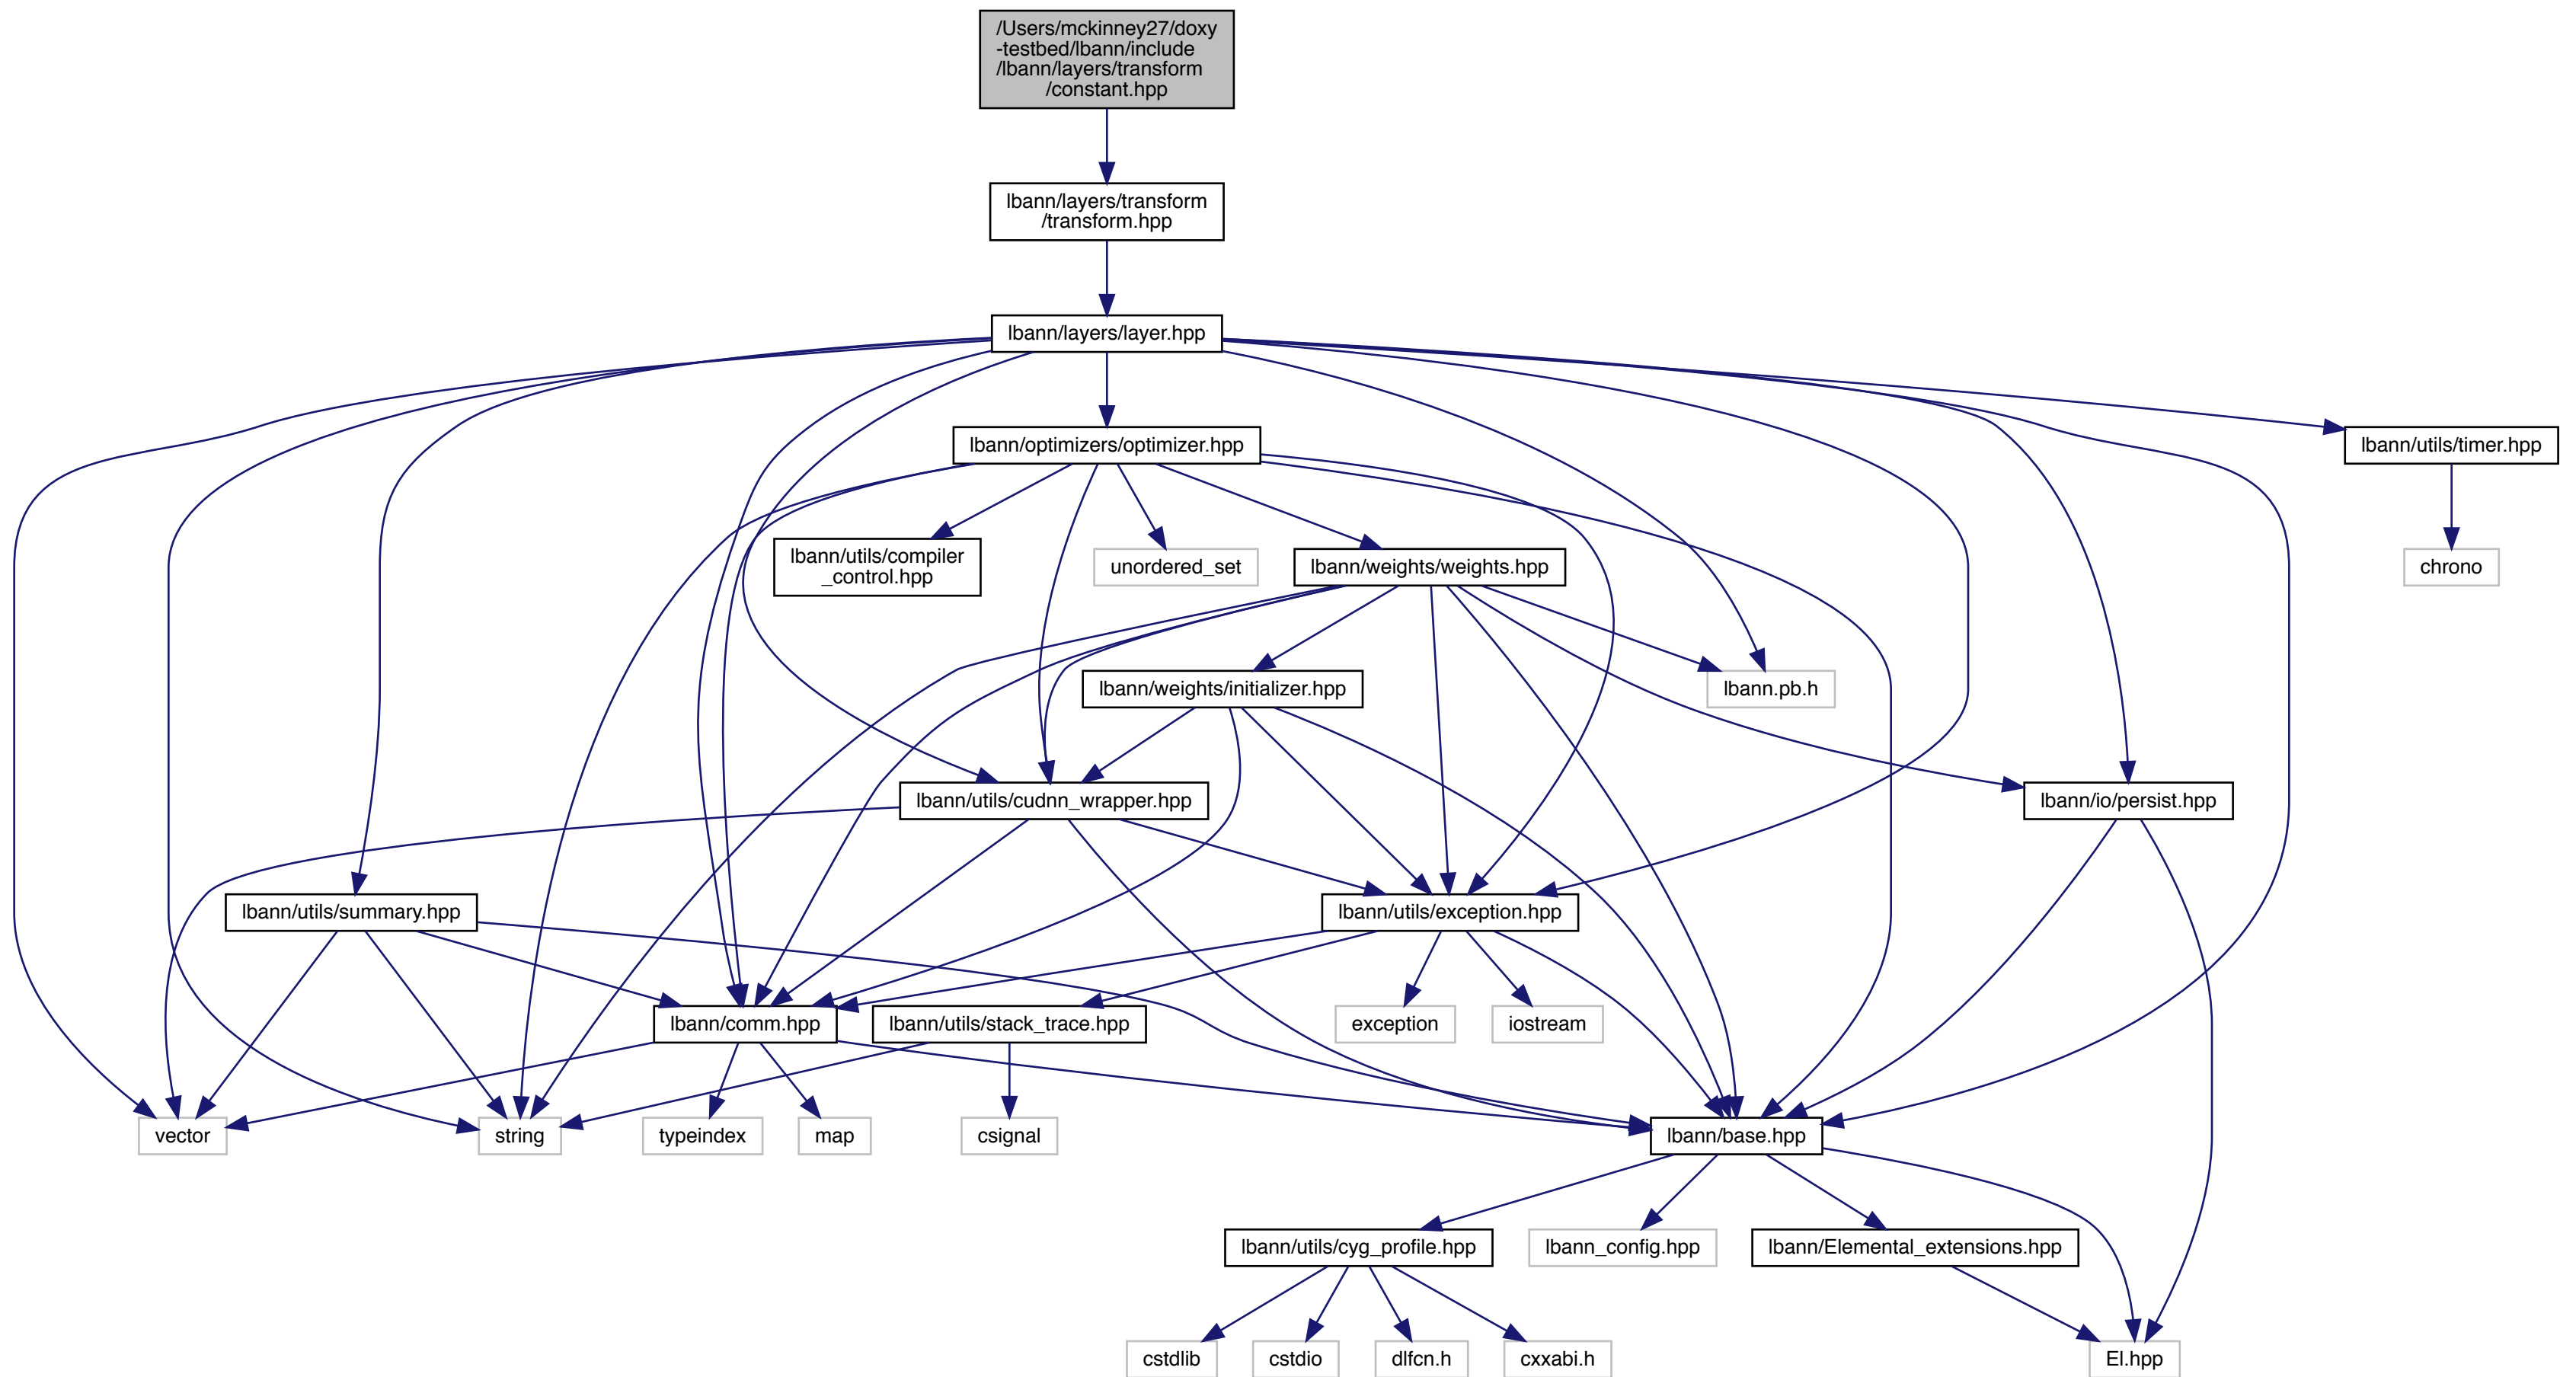 /Users/mckinney27/doxy
-testbed/lbann/include
/lbann/layers/transform
/constant.hpp
lbann/layers/transform
/transform.hpp
lbann/layers/layer.hpp
lbann/optimizers/optimizer.hpp
lbann/utils/timer.hpp
lbann/utils/compiler
_control.hpp
unordered_set
lbann/weights/weights.hpp
chrono
lbann/weights/initializer.hpp
lbann.pb.h
lbann/utils/cudnn_wrapper.hpp
lbann/io/persist.hpp
lbann/utils/summary.hpp
lbann/utils/exception.hpp
lbann/comm.hpp
lbann/utils/stack_trace.hpp
exception
iostream
vector
string
typeindex
map
csignal
lbann/base.hpp
lbann/utils/cyg_profile.hpp
lbann_config.hpp
lbann/Elemental_extensions.hpp
cstdlib
cstdio
dlfcn.h
cxxabi.h
El.hpp